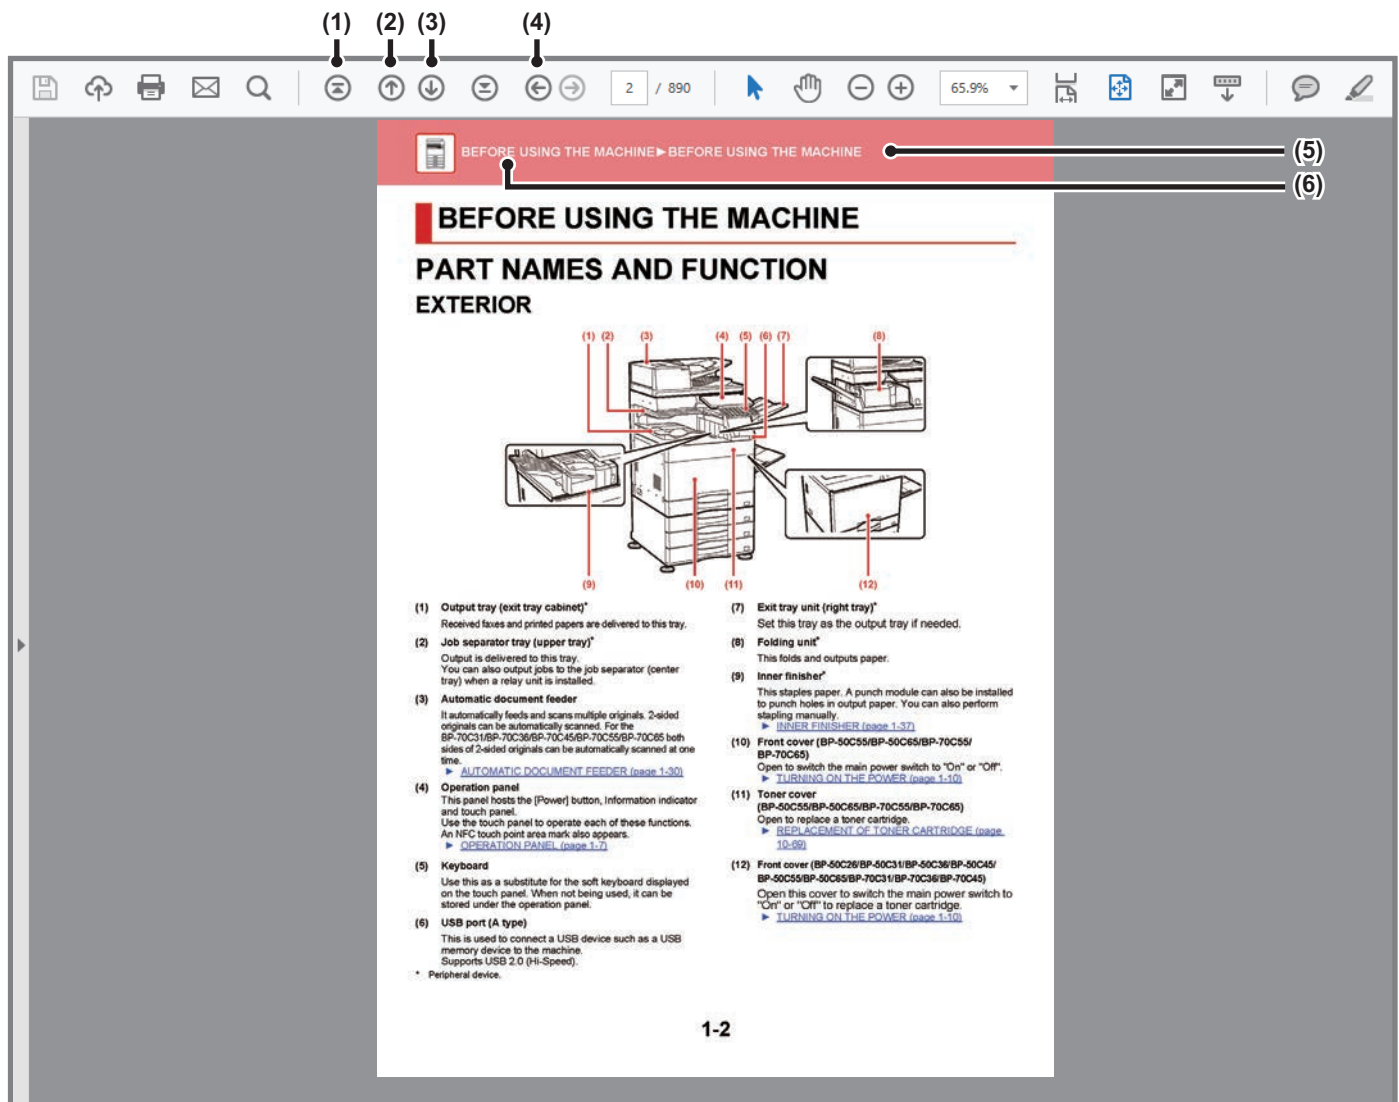 (1) (2) (3) (4)
2 / 890 65.9%
BEFORE USING THE MACHINE►BEFORE USING THE MACHINE
(5)
(6)
BEFORE USING THE MACHINE
PART NAMES AND FUNCTION
EXTERIOR
(1) (2) (3) (4) (5) (6) (7) (8)
(9) (10) (11) (12)
(1) Output tray (exit tray cabinet)*
Received faxes and printed papers are delivered to this tray.
(2) Job separator tray (upper tray)*
Output is delivered to this tray.
You can also output jobs to the job separator (center
tray) when a relay unit is installed.
(3) Automatic document feeder
It automatically feeds and scans multiple originals. 2-sided
originals can be automatically scanned. For the
BP-70C31/BP-70C36/BP-70C45/BP-70C55/BP-70C65 both
sides of 2-sided originals can be automatically scanned at one
time.
► AUTOMATIC DOCUMENT FEEDER (page 1-30)
(4) Operation panel
This panel hosts the [Power] button, Information indicator
and touch panel.
Use the touch panel to operate each of these functions.
An NFC touch point area mark also appears.
► OPERATION PANEL (page 1-7)
(5) Keyboard
Use this as a substitute for the soft keyboard displayed
on the touch panel. When not being used, it can be
stored under the operation panel.
(6) USB port (A type)
This is used to connect a USB device such as a USB
memory device to the machine.
Supports USB 2.0 (Hi-Speed).
* Peripheral device.
(7) Exit tray unit (right tray)*
Set this tray as the output tray if needed.
(8) Folding unit*
This folds and outputs paper.
(9) Inner finisher*
This staples paper. A punch module can also be installed
to punch holes in output paper. You can also perform
stapling manually.
► INNER FINISHER (page 1-37)
(10) Front cover (BP-50C55/BP-50C65/BP-70C55/
BP-70C65)
Open to switch the main power switch to "On" or "Off".
► TURNING ON THE POWER (page 1-10)
(11) Toner cover
(BP-50C55/BP-50C65/BP-70C55/BP-70C65)
Open to replace a toner cartridge.
► REPLACEMENT OF TONER CARTRIDGE (page
10-69)
(12) Front cover (BP-50C26/BP-50C31/BP-50C36/BP-50C45/
BP-50C55/BP-50C65/BP-70C31/BP-70C36/BP-70C45)
Open this cover to switch the main power switch to
"On" or "Off" to replace a toner cartridge.
► TURNING ON THE POWER (page 1-10)
1-2